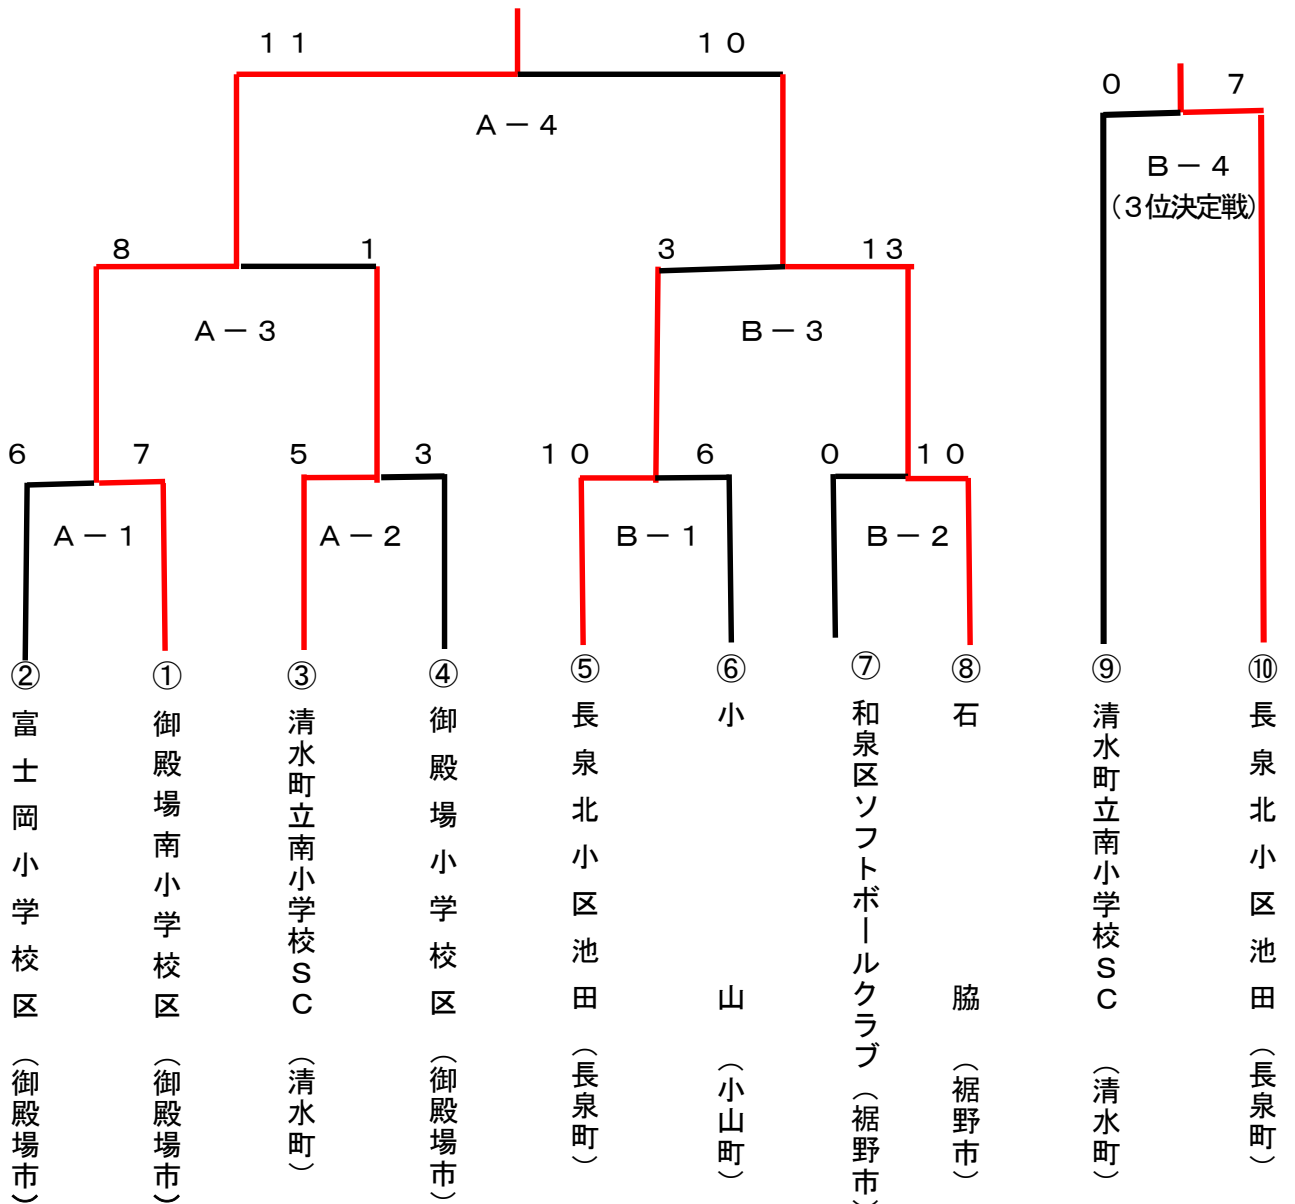 １１ １０
Ａ－４
０ ７
Ｂ－４
（３位決定戦）
８ １ ３ 13
Ａ－３ Ｂ－３
６ ７ ５ ３ １０ ６ ０ １０
Ａ－１ Ａ－２ Ｂ－１ Ｂ－２
②富士岡小学校区（御殿場市）
①御殿場南小学校区（御殿場市）
③清水町立南小学校ＳＣ（清水町）
④御殿場小学校区（御殿場市）
⑤長泉北小区池田（長泉町）
⑥小山（小山町）
⑦和泉区ソフトボールクラブ（裾野市）
⑧石脇（裾野市）
⑨清水町立南小学校ＳＣ（清水町）
⑩長泉北小区池田（長泉町）